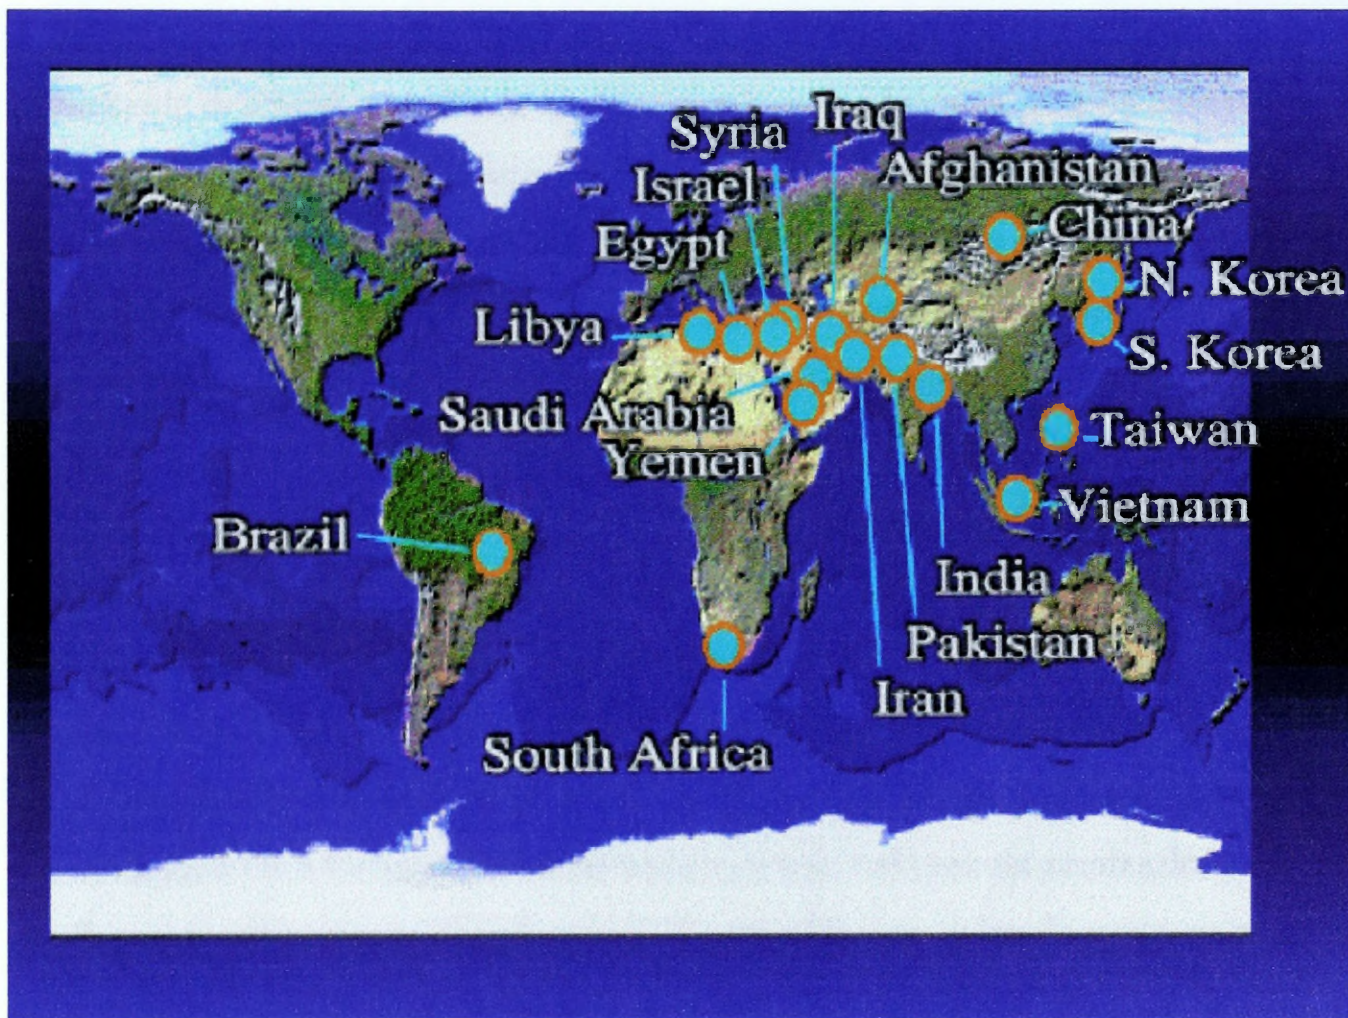 Iraq
Syria
Afghanistan
Israel
China
Egypt
N. Korea
Libya
S. Korea
Saudi Arabia
Taiwan
Yemen
Vietnam
Brazil
India
Pakistan
Iran
South Africa